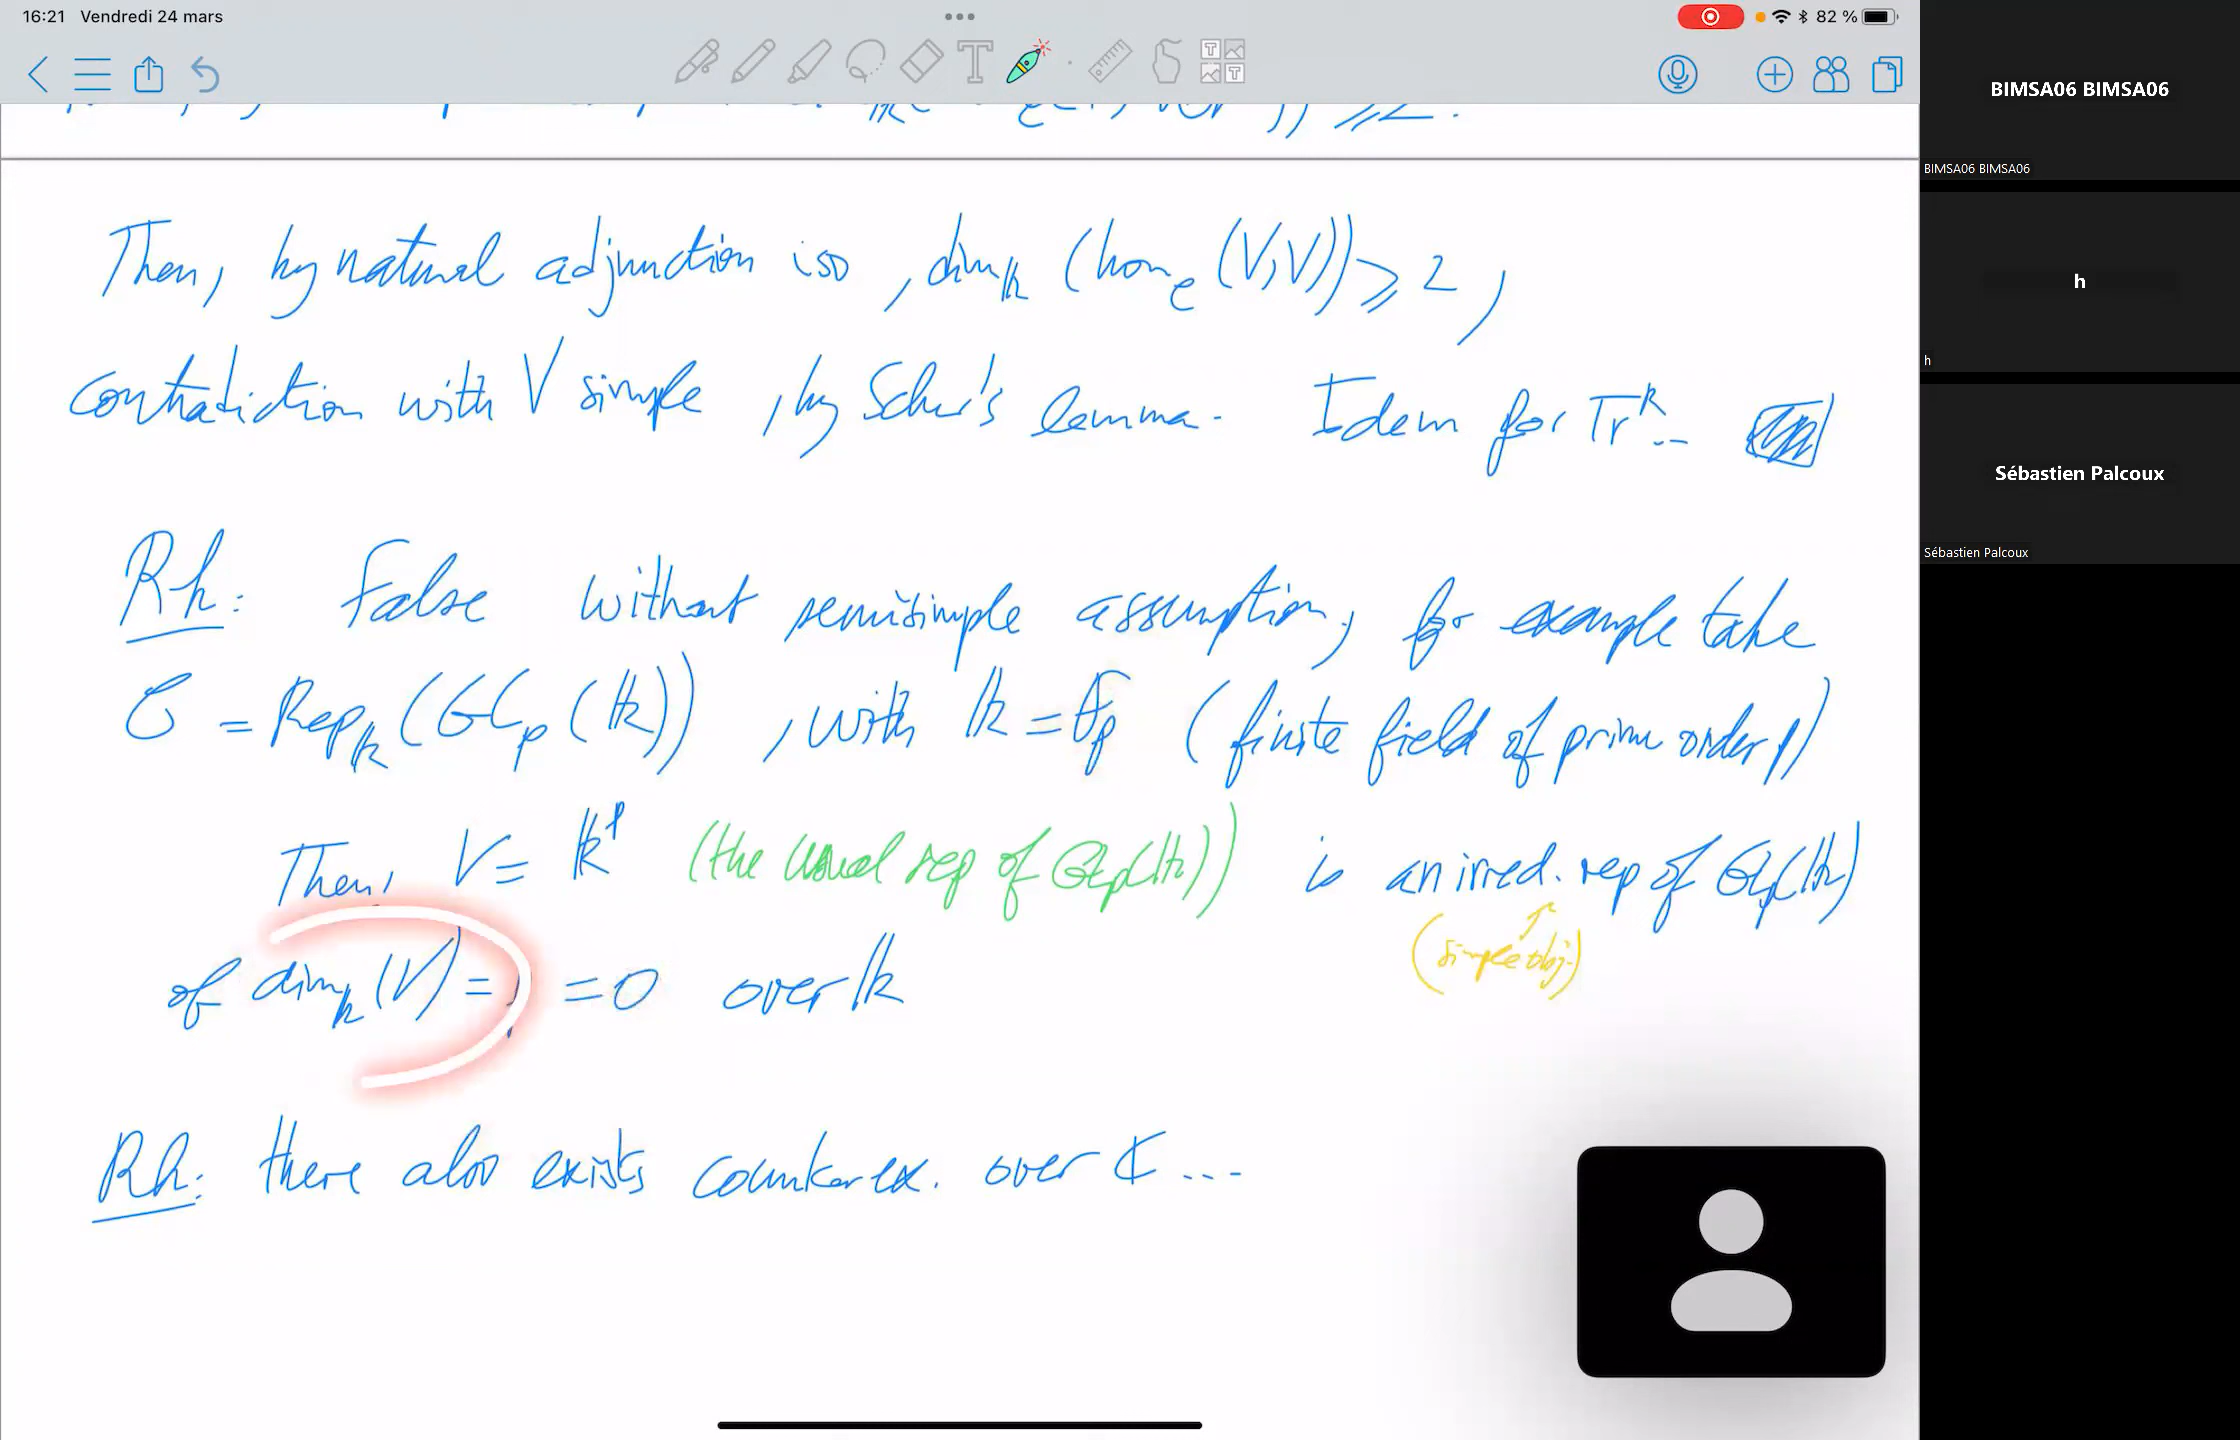 16:21 Vendredi 24 mars
82 %
Then, by natural adjunction iso, dim_k (hom_C (V,V)) ≥ 2,
contradiction with V simple, by Schur's lemma. Idem for Tr^R...
Rk: False without semisimple assumption, for example take
C = Rep_k (GL_p (k)), with k = F_p (finite field of prime order p)
Then, V = k^p (the usual rep of GL_p(k)) is an irred. rep of GL_p(k)
(simple obj.)
of dim_k (V) = p = 0 over k
Rk: there also exists counter ex. over ℂ ...
BIMSA06 BIMSA06
BIMSA06 BIMSA06
h
h
Sébastien Palcoux
Sébastien Palcoux